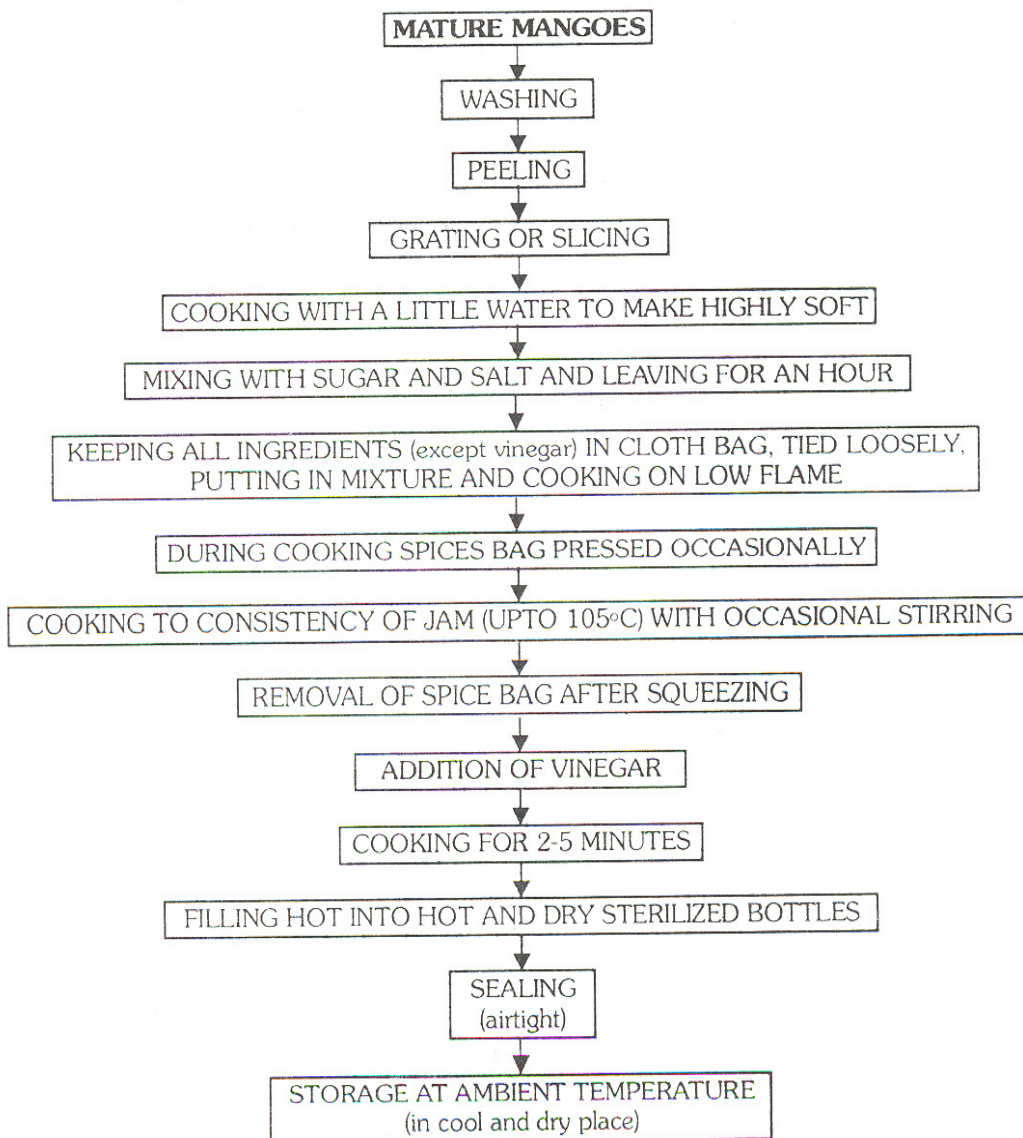 MATURE MANGOES
WASHING
PEELING
GRATING OR SLICING
COOKING WITH A LITTLE WATER TO MAKE HIGHLY SOFT
MIXING WITH SUGAR AND SALT AND LEAVING FOR AN HOUR
KEEPING ALL INGREDIENTS (except vinegar) IN CLOTH BAG, TIED LOOSELY,
PUTTING IN MIXTURE AND COOKING ON LOW FLAME
DURING COOKING SPICES BAG PRESSED OCCASIONALLY
COOKING TO CONSISTENCY OF JAM (UPTO 105ºC) WITH OCCASIONAL STIRRING
REMOVAL OF SPICE BAG AFTER SQUEEZING
ADDITION OF VINEGAR
COOKING FOR 2-5 MINUTES
FILLING HOT INTO HOT AND DRY STERILIZED BOTTLES
SEALING
(airtight)
STORAGE AT AMBIENT TEMPERATURE
(in cool and dry place)